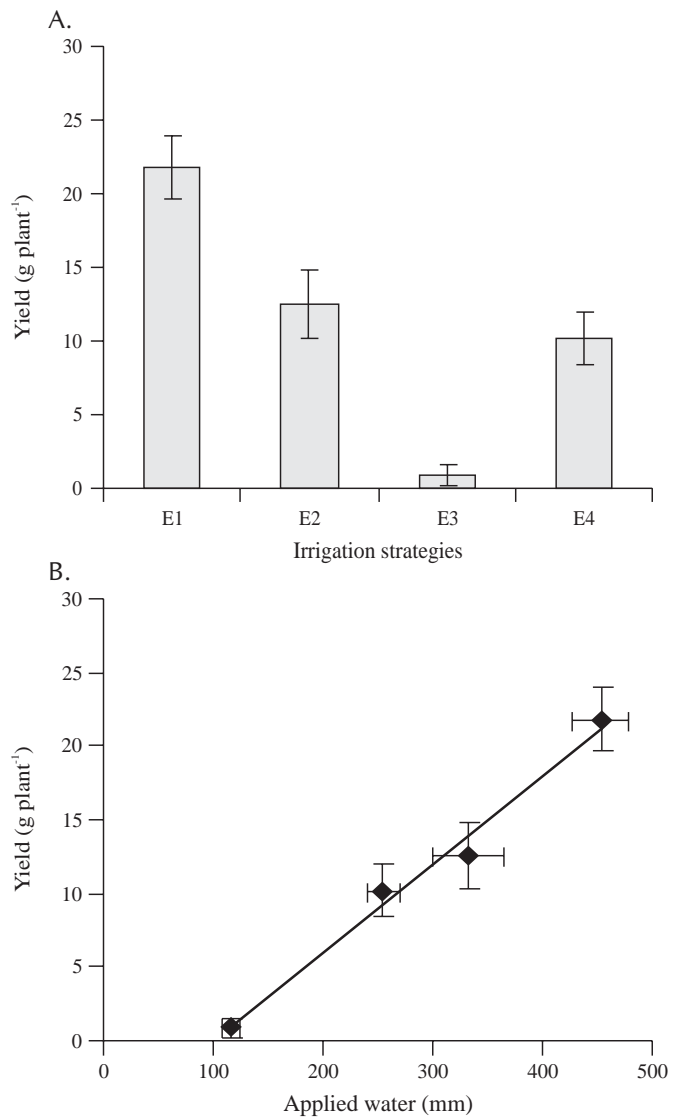 A.
30
25
20
15
10
5
0
Yield (g plant⁻¹)
E1 E2 E3 E4
Irrigation strategies
B.
30
25
20
15
10
5
0
Yield (g plant⁻¹)
0 100 200 300 400 500
Applied water (mm)